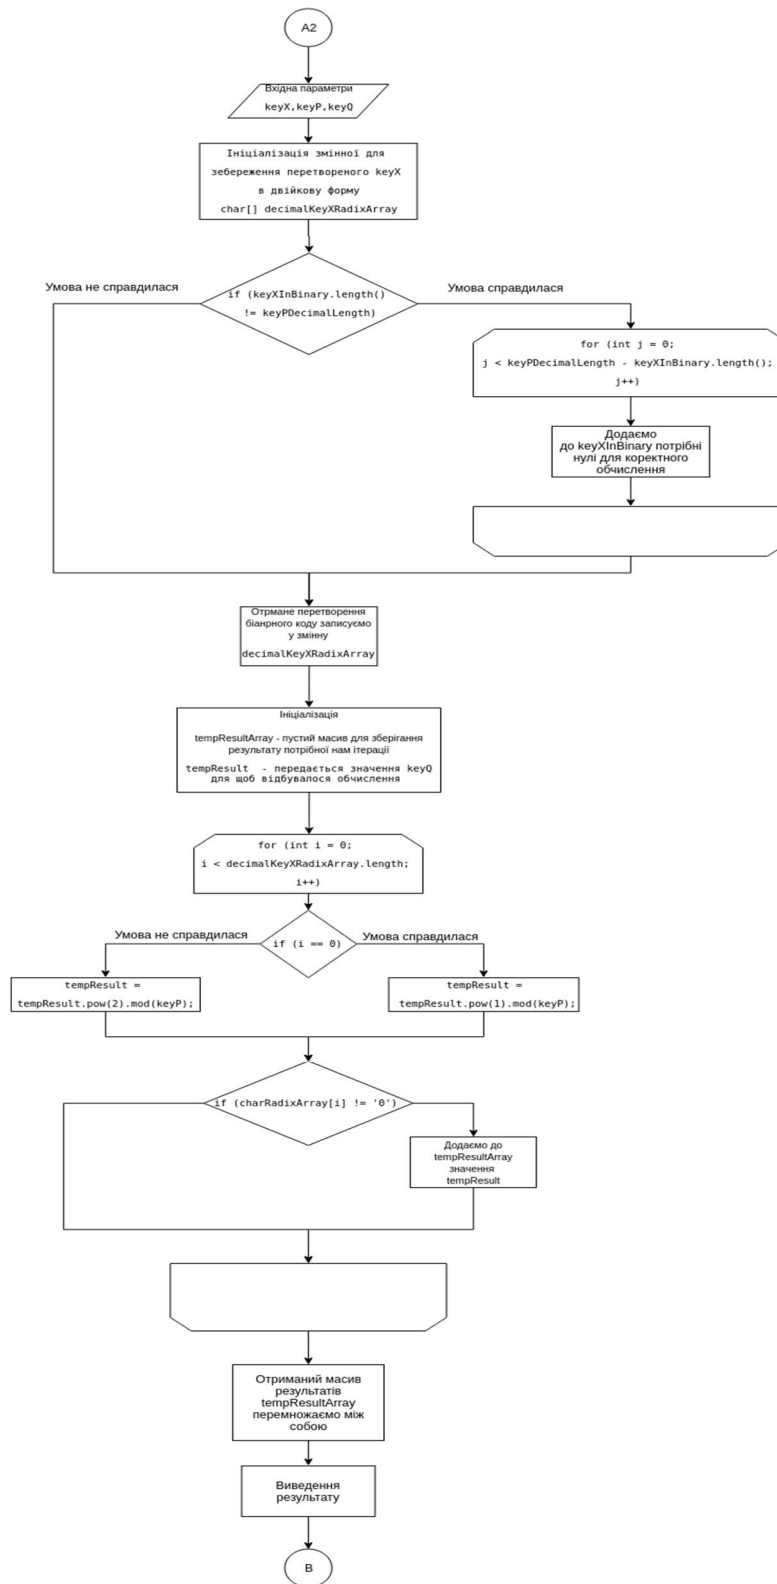 A2
Вхідна параметри
keyX,keyP,keyQ
Ініціалізація змінної для
зебереження перетвореного keyX
в двійкову форму
char[] decimalKeyXRadixArray
Умова не справдилася
Умова справдилася
if (keyXInBinary.length()
!= keyPDecimalLength)
for (int j = 0;
j < keyPDecimalLength - keyXInBinary.length();
j++)
Додаємо
до keyXInBinary потрібні
нулі для коректного
обчислення
Отрмане перетворення
біанрного коду записуємо
у змінну
decimalKeyXRadixArray
Ініціалізація
tempResultArray - пустий масив для зберігання
результату потрібної нам ітерації
tempResult - передається значення keyQ
для щоб відбувалося обчислення
for (int i = 0;
i < decimalKeyXRadixArray.length;
i++)
Умова не справдилася
Умова справдилася
if (i == 0)
tempResult =
tempResult.pow(2).mod(keyP);
tempResult =
tempResult.pow(1).mod(keyP);
if (charRadixArray[i] != '0')
Додаємо до
tempResultArray
значення
tempResult
Отриманий масив
результатів
tempResultArray
перемножаємо між
собою
Виведення
результату
B